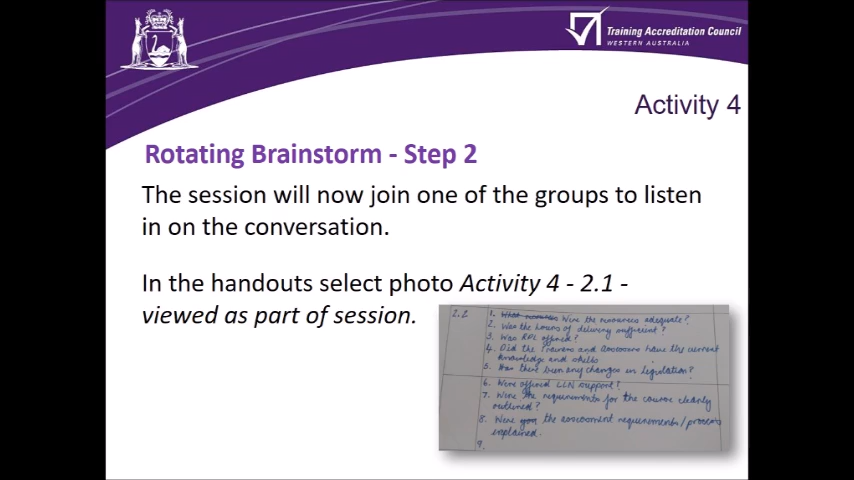 Training Accreditation Council
WESTERN AUSTRALIA
Activity 4
Rotating Brainstorm - Step 2
The session will now join one of the groups to listen
in on the conversation.
In the handouts select photo Activity 4 - 2.1 -
viewed as part of session.
2.2
1. Were the resources adequate?
2. Was the hours of delivery sufficient?
3. Was RPL offered?
4. Did the Trainers and Assessors have the current
knowledge and skills
5. Has there been any changes in legislation?
6. Were offered LLN support?
7. Were the requirements for the course clearly
outlined?
8. Were you the assessment requirements/process
explained.
9.